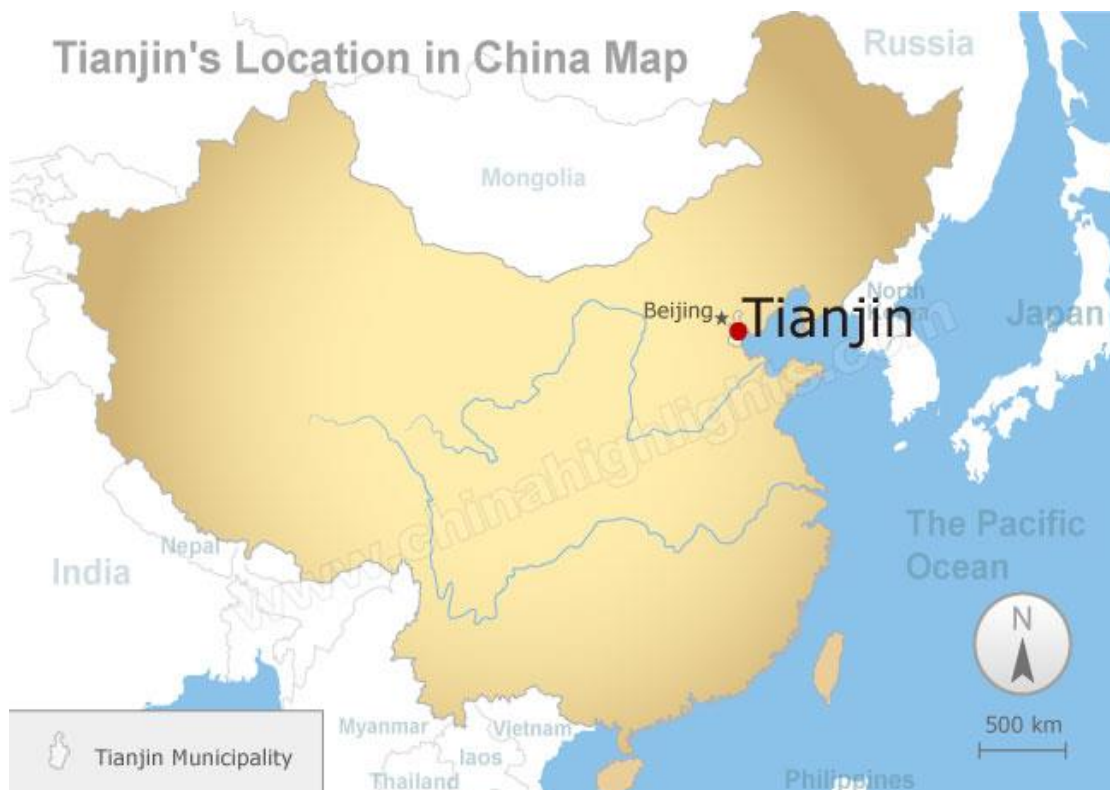 Tianjin's Location in China Map
Russia
Mongolia
North
Korea
Beijing
Tianjin
Japan
www.chinahighlights.com
The Pacific
Ocean
Nepal
India
N
500 km
Myanmar
Vietnam
laos
Thailand
Philippines
Tianjin Municipality